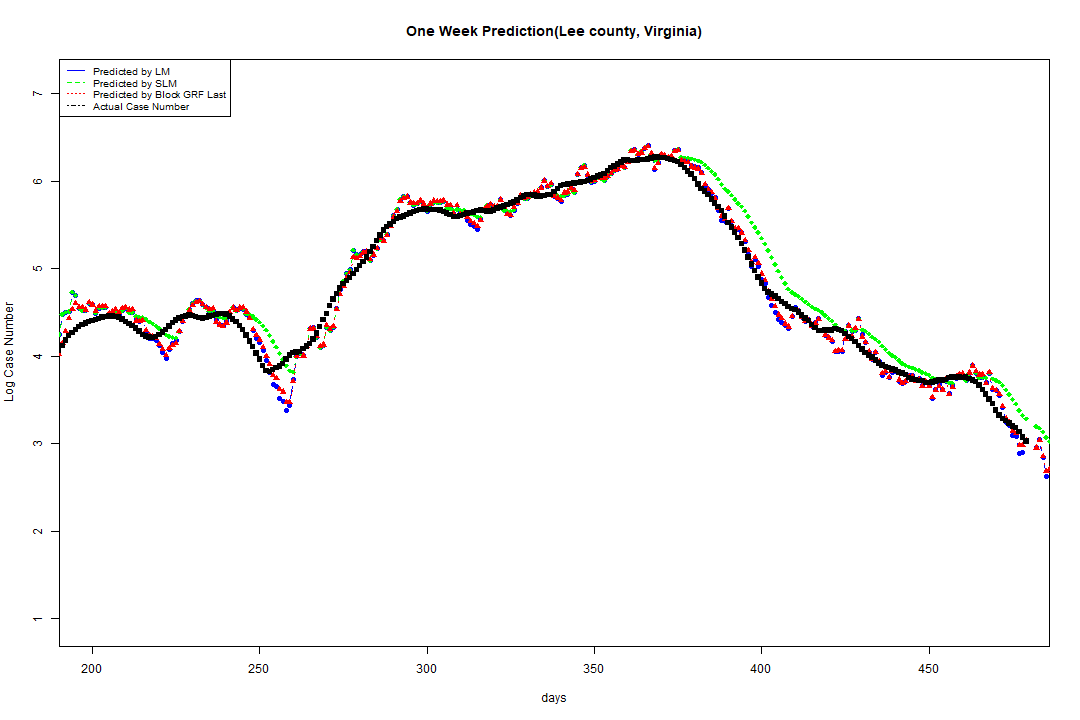 One Week Prediction(Lee county, Virginia)
Predicted by LM
Predicted by SLM
Predicted by Block GRF Last
Actual Case Number
Log Case Number
7
6
5
4
3
2
1
200 250 300 350 400 450
days